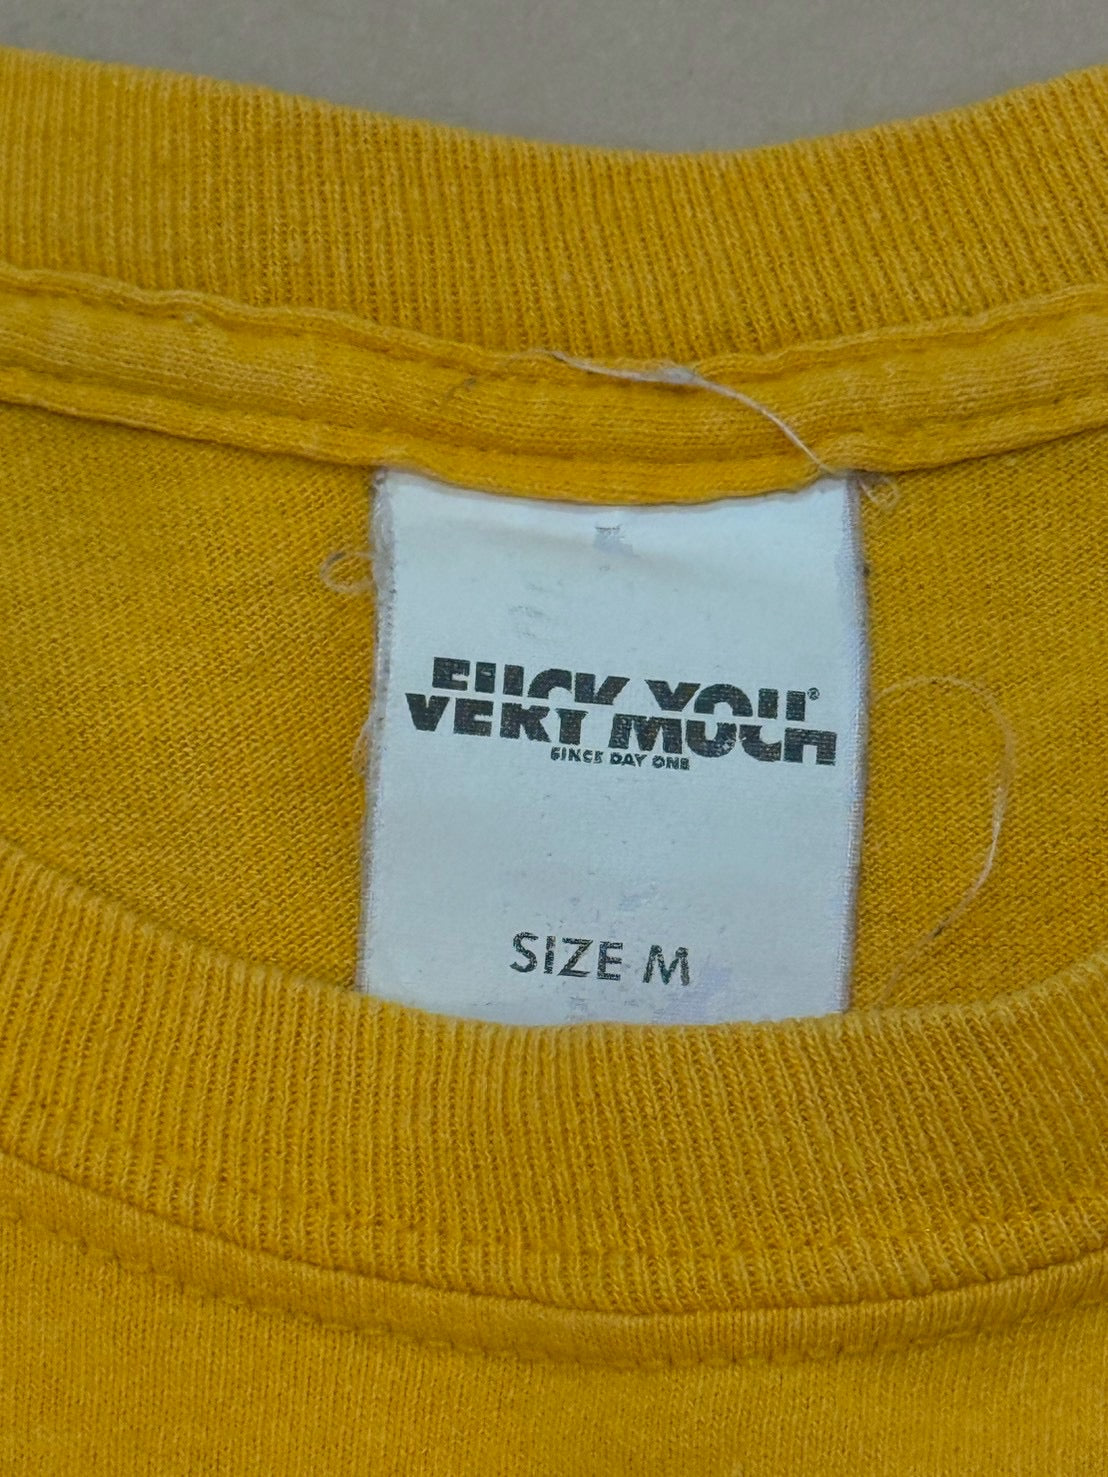 FUCK YOU®
VERY MUCH
SINCE DAY ONE
SIZE M